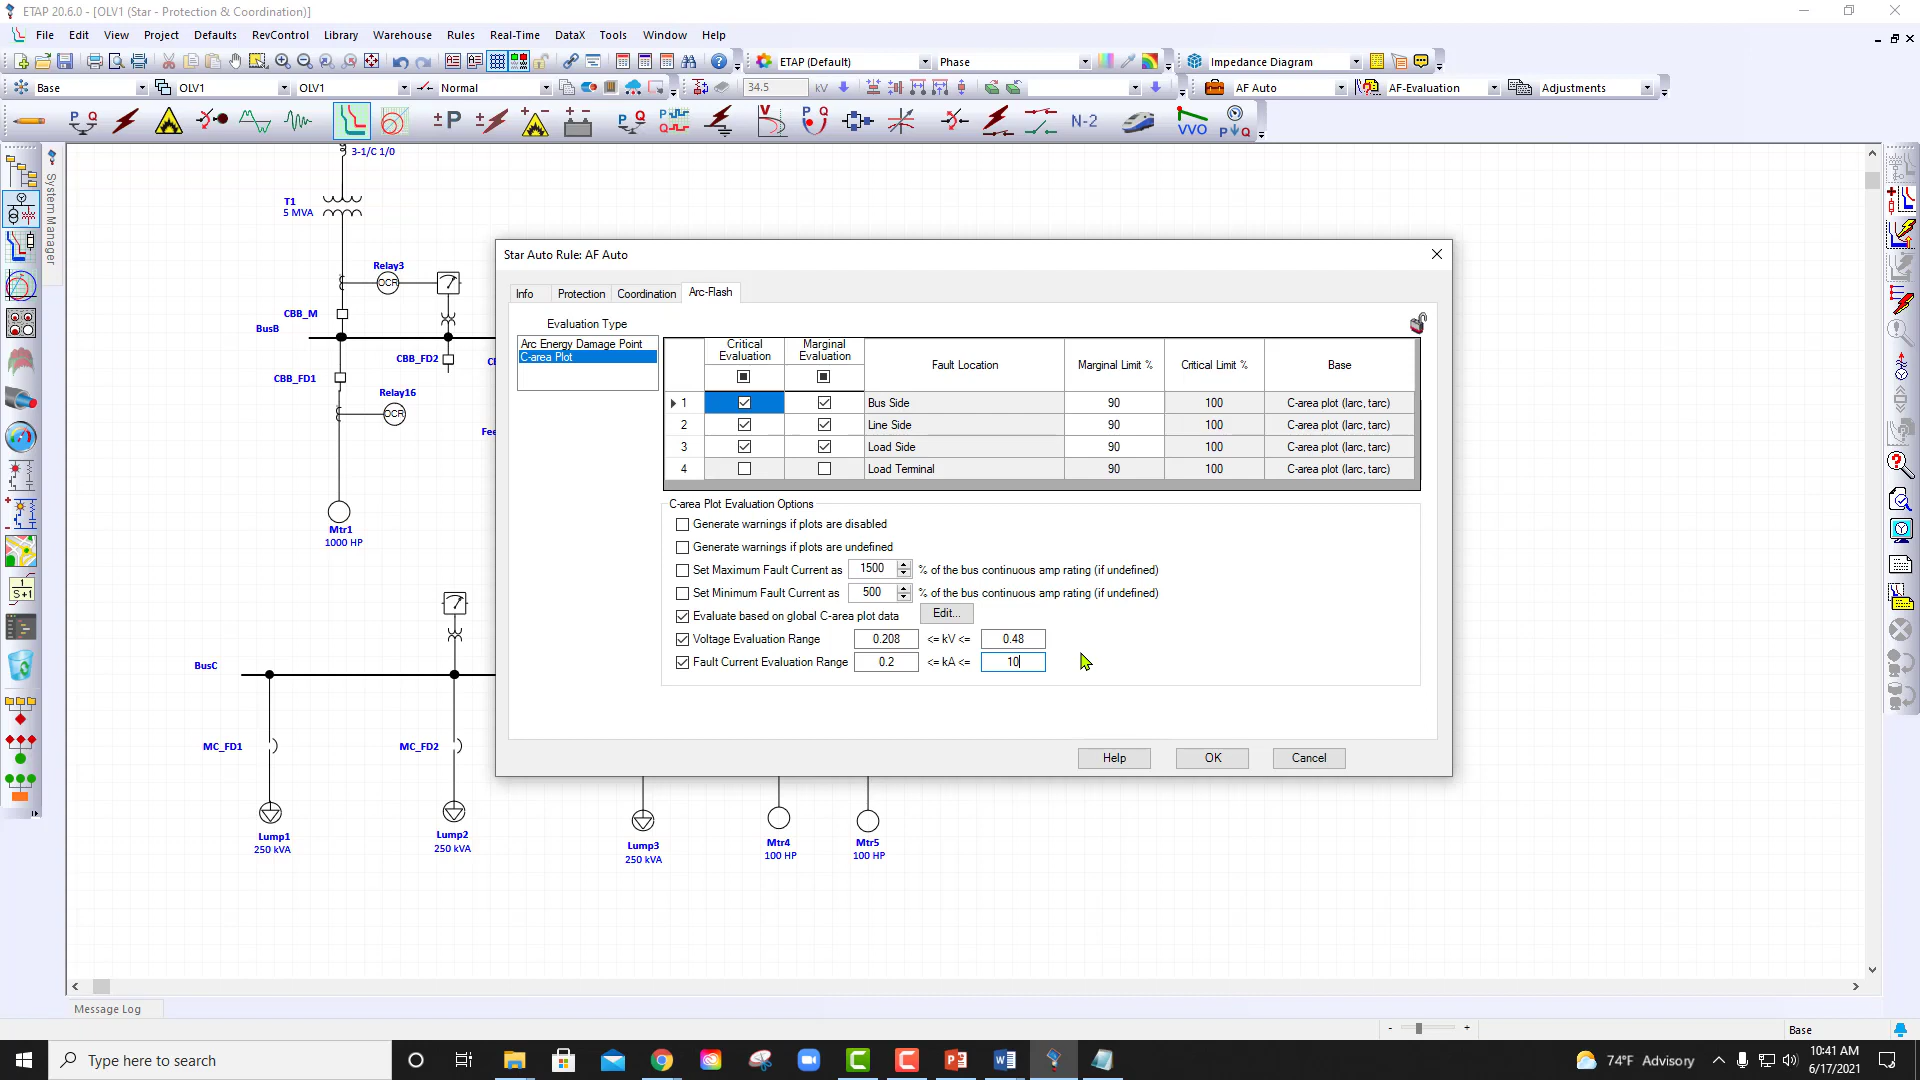 ETAP 20.6.0 - [OLV1 (Star - Protection & Coordination)]
File Edit View Project Defaults RevControl Library Warehouse Rules Real-Time DataX Tools Window Help
ETAP (Default) Phase Impedance Diagram
Base OLV1 OLV1 Normal 34.5 kV AF Auto AF-Evaluation Adjustments
N-2 VVO
System Manager
3-1/C 1/0
T1
5 MVA
Relay3
OCR
CBB_M
BusB
CBB_FD2
CBB_FD1
Relay16
OCR
Mtr1
1000 HP
BusC
MC_FD1
MC_FD2
Lump1
250 kVA
Lump2
250 kVA
Lump3
250 kVA
Mtr4
100 HP
Mtr5
100 HP
Star Auto Rule: AF Auto
Info Protection Coordination Arc-Flash
Evaluation Type
Arc Energy Damage Point
C-area Plot
Critical Evaluation Marginal Evaluation Fault Location Marginal Limit % Critical Limit % Base
1 Bus Side 90 100 C-area plot (Iarc, tarc)
2 Line Side 90 100 C-area plot (Iarc, tarc)
3 Load Side 90 100 C-area plot (Iarc, tarc)
4 Load Terminal 90 100 C-area plot (Iarc, tarc)
C-area Plot Evaluation Options
Generate warnings if plots are disabled
Generate warnings if plots are undefined
Set Maximum Fault Current as 1500 % of the bus continuous amp rating (if undefined)
Set Minimum Fault Current as 500 % of the bus continuous amp rating (if undefined)
Evaluate based on global C-area plot data Edit...
Voltage Evaluation Range 0.208 <= kV <= 0.48
Fault Current Evaluation Range 0.2 <= kA <= 10
Help OK Cancel
Message Log
- +
Base
Type here to search
74°F Advisory
10:41 AM
6/17/2021